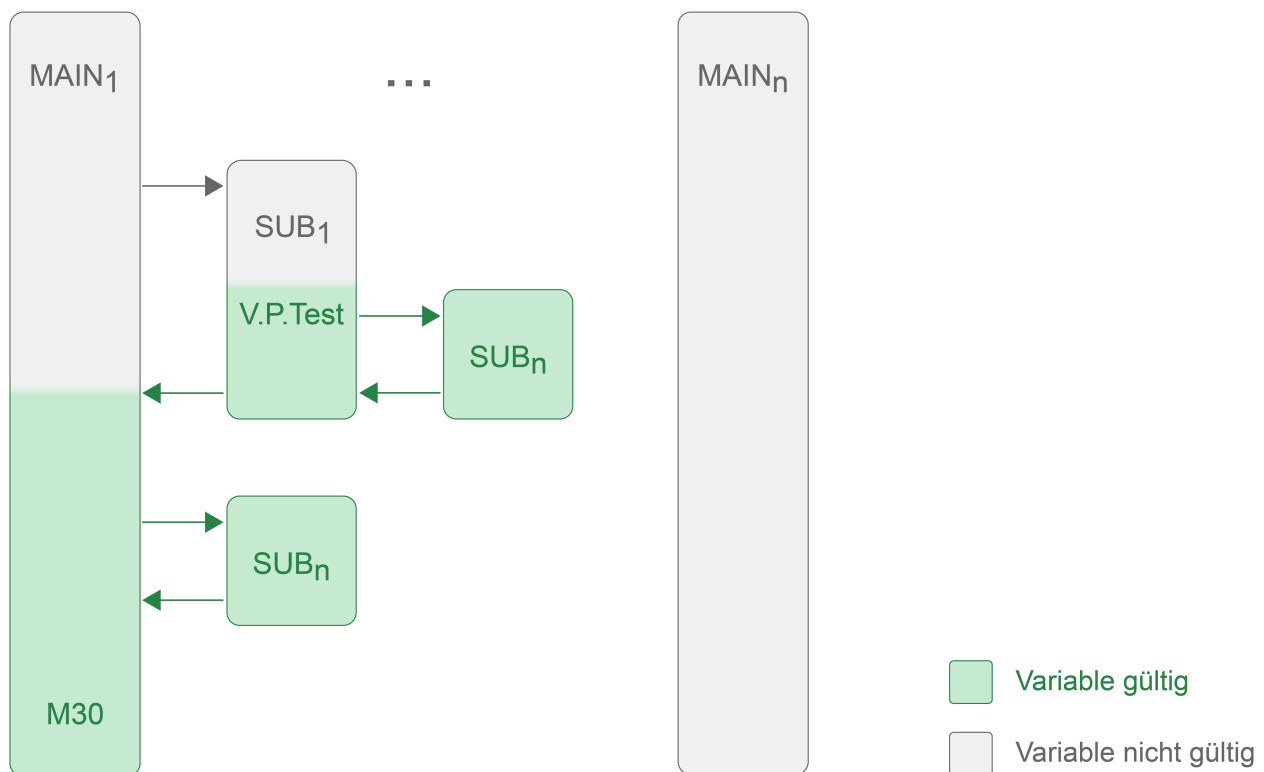 MAIN1
...
MAINn
SUB1
V.P.Test
SUBn
SUBn
M30
Variable gültig
Variable nicht gültig